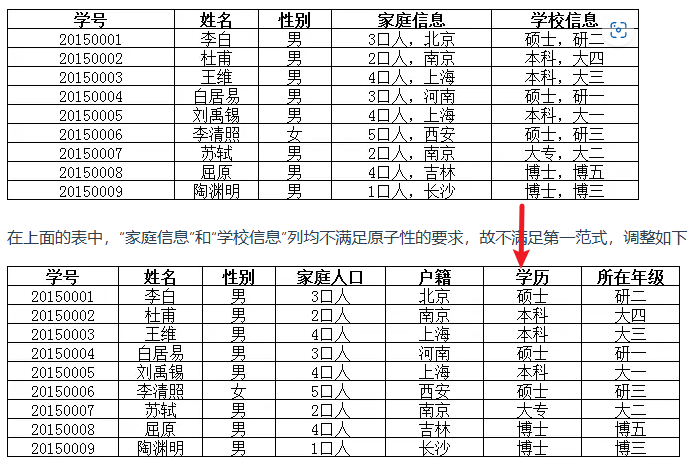 学号 姓名 性别 家庭信息 学校信息
20150001 李白 男 3口人，北京 硕士，研二
20150002 杜甫 男 2口人，南京 本科，大四
20150003 王维 男 4口人，上海 本科，大三
20150004 白居易 男 3口人，河南 硕士，研一
20150005 刘禹锡 男 4口人，上海 本科，大一
20150006 李清照 女 5口人，西安 硕士，研三
20150007 苏轼 男 2口人，南京 大专，大二
20150008 屈原 男 4口人，吉林 博士，博五
20150009 陶渊明 男 1口人，长沙 博士，博三
在上面的表中，“家庭信息”和“学校信息”列均不满足原子性的要求，故不满足第一范式，调整如下
学号 姓名 性别 家庭人口 户籍 学历 所在年级
20150001 李白 男 3口人 北京 硕士 研二
20150002 杜甫 男 2口人 南京 本科 大四
20150003 王维 男 4口人 上海 本科 大三
20150004 白居易 男 3口人 河南 硕士 研一
20150005 刘禹锡 男 4口人 上海 本科 大一
20150006 李清照 女 5口人 西安 硕士 研三
20150007 苏轼 男 2口人 南京 大专 大二
20150008 屈原 男 4口人 吉林 博士 博五
20150009 陶渊明 男 1口人 长沙 博士 博三